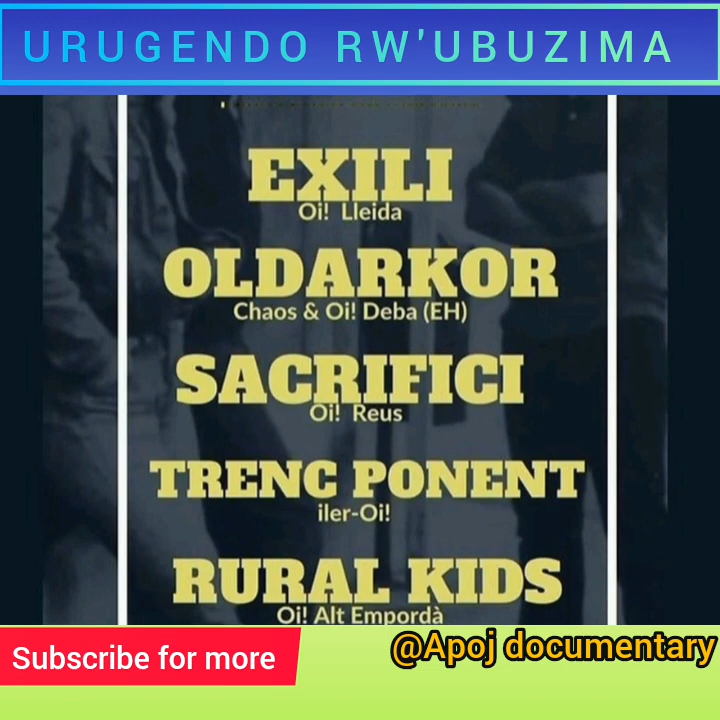 URUGENDO RW'UBUZIMA
EXILI
Oi! Lleida
OLDARKOR
Chaos & Oi! Deba (EH)
SACRIFICI
Oi! Reus
TRENC PONENT
iler-Oi!
RURAL KIDS
Oi! Alt Empordà
Subscribe for more
@Apoj documentary